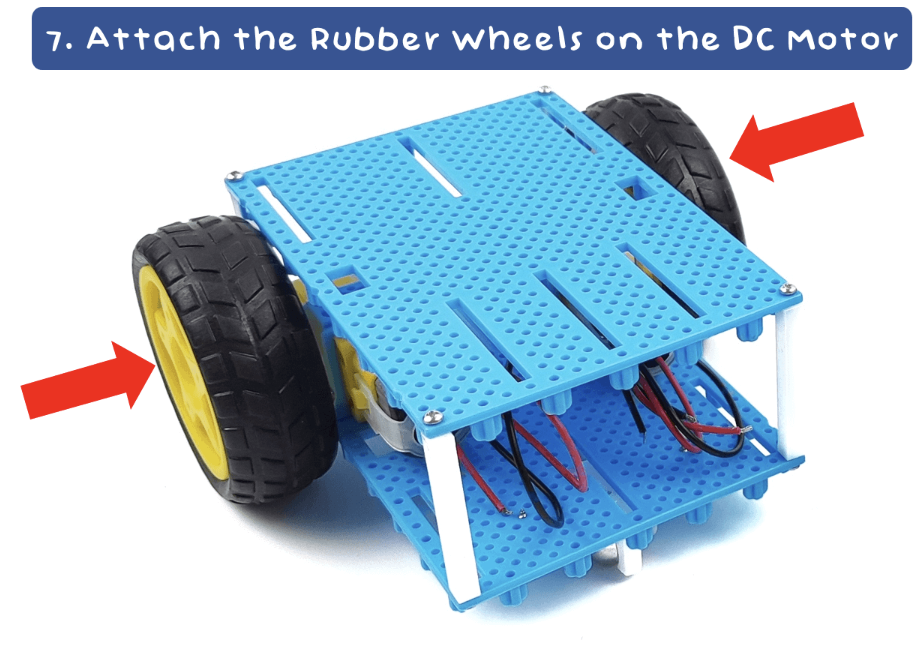 7. Attach the Rubber Wheels on the DC Motor